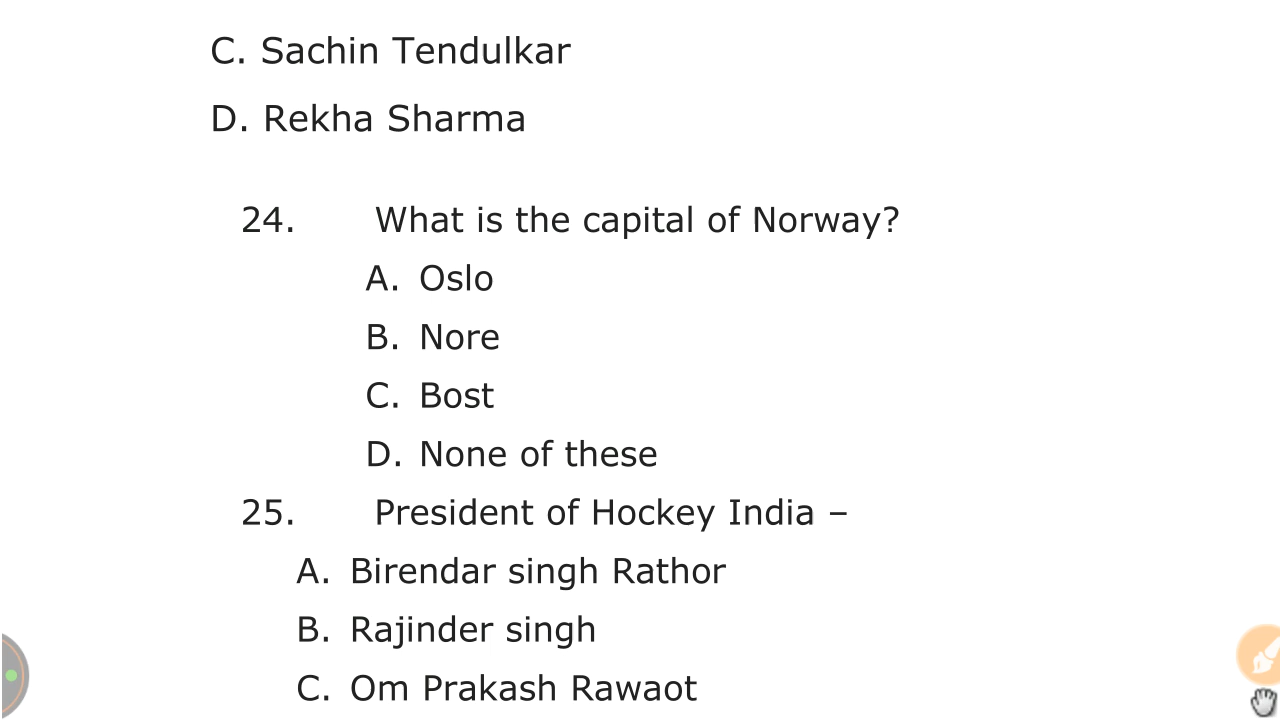 C. Sachin Tendulkar
D. Rekha Sharma
24. What is the capital of Norway?
A. Oslo
B. Nore
C. Bost
D. None of these
25. President of Hockey India –
A. Birendar singh Rathor
B. Rajinder singh
C. Om Prakash Rawaot